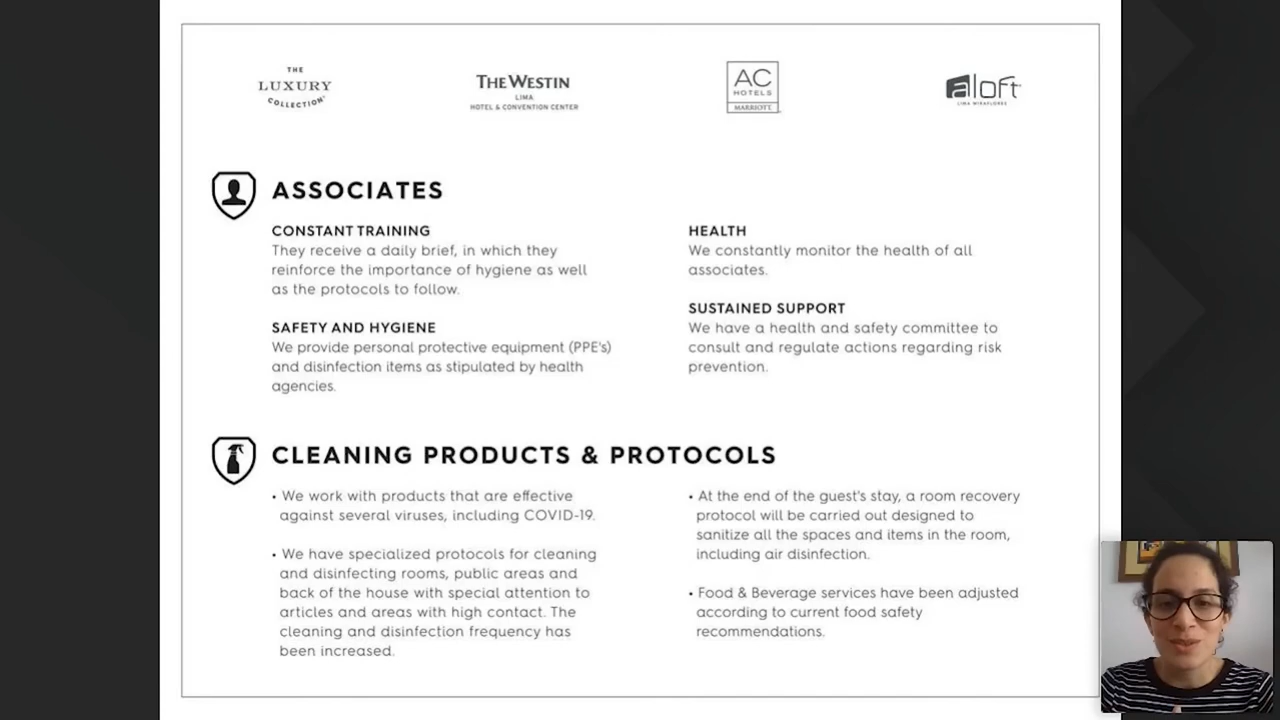 THE
LUXURY
COLLECTION
THE WESTIN
LIMA
HOTEL & CONVENTION CENTER
AC
HOTELS
MARRIOTT
aloft
LIMA MIRAFLORES
ASSOCIATES
CONSTANT TRAINING
They receive a daily brief, in which they
reinforce the importance of hygiene as well
as the protocols to follow.
SAFETY AND HYGIENE
We provide personal protective equipment (PPE's)
and disinfection items as stipulated by health
agencies.
HEALTH
We constantly monitor the health of all
associates.
SUSTAINED SUPPORT
We have a health and safety committee to
consult and regulate actions regarding risk
prevention.
CLEANING PRODUCTS & PROTOCOLS
• We work with products that are effective
against several viruses, including COVID-19.
• We have specialized protocols for cleaning
and disinfecting rooms, public areas and
back of the house with special attention to
articles and areas with high contact. The
cleaning and disinfection frequency has
been increased.
• At the end of the guest's stay, a room recovery
protocol will be carried out designed to
sanitize all the spaces and items in the room,
including air disinfection.
• Food & Beverage services have been adjusted
according to current food safety
recommendations.